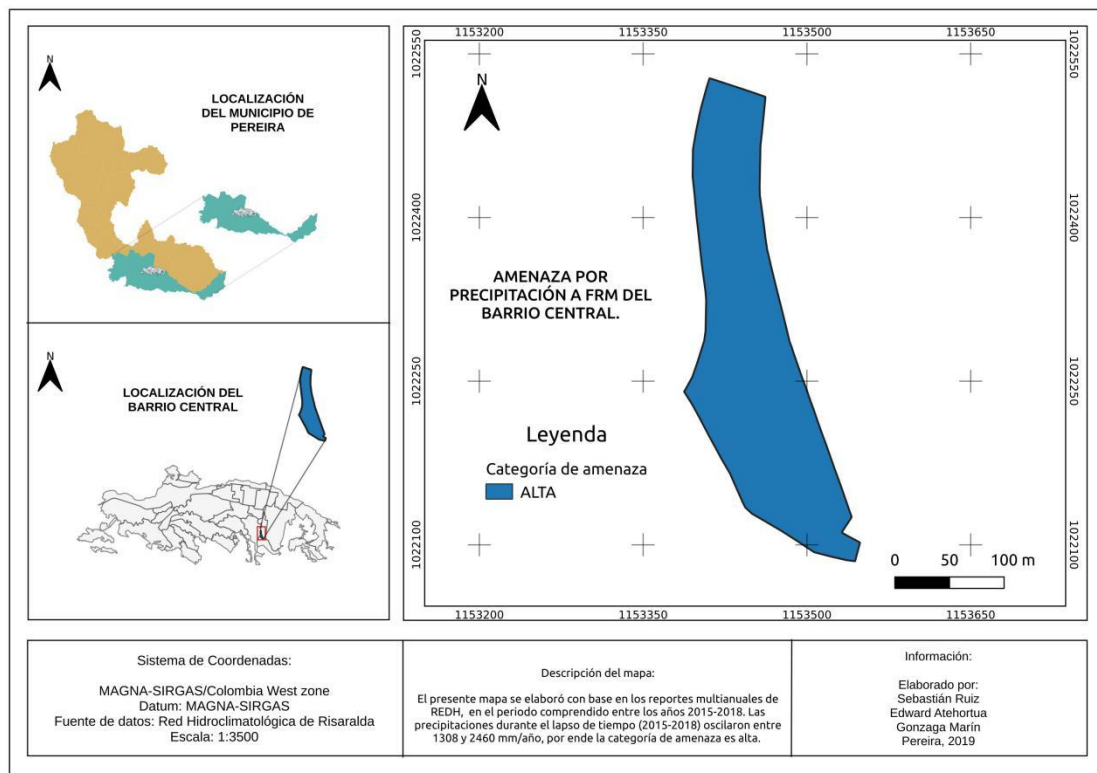 N
LOCALIZACIÓN
DEL MUNICIPIO DE
PEREIRA
N
LOCALIZACIÓN DEL
BARRIO CENTRAL
1153200 1153350 1153500 1153650
1022550 1022550
N
1022400 1022400
AMENAZA POR
PRECIPITACIÓN A FRM DEL
BARRIO CENTRAL.
1022250 1022250
Leyenda
Categoría de amenaza
ALTA
1022100 1022100
0 50 100 m
1153200 1153350 1153500 1153650
Sistema de Coordenadas:
MAGNA-SIRGAS/Colombia West zone
Datum: MAGNA-SIRGAS
Fuente de datos: Red Hidroclimatológica de Risaralda
Escala: 1:3500
Descripción del mapa:
El presente mapa se elaboró con base en los reportes multianuales de
REDH, en el periodo comprendido entre los años 2015-2018. Las
precipitaciones durante el lapso de tiempo (2015-2018) oscilaron entre
1308 y 2460 mm/año, por ende la categoría de amenaza es alta.
Información:
Elaborado por:
Sebastián Ruiz
Edward Atehortua
Gonzaga Marín
Pereira, 2019